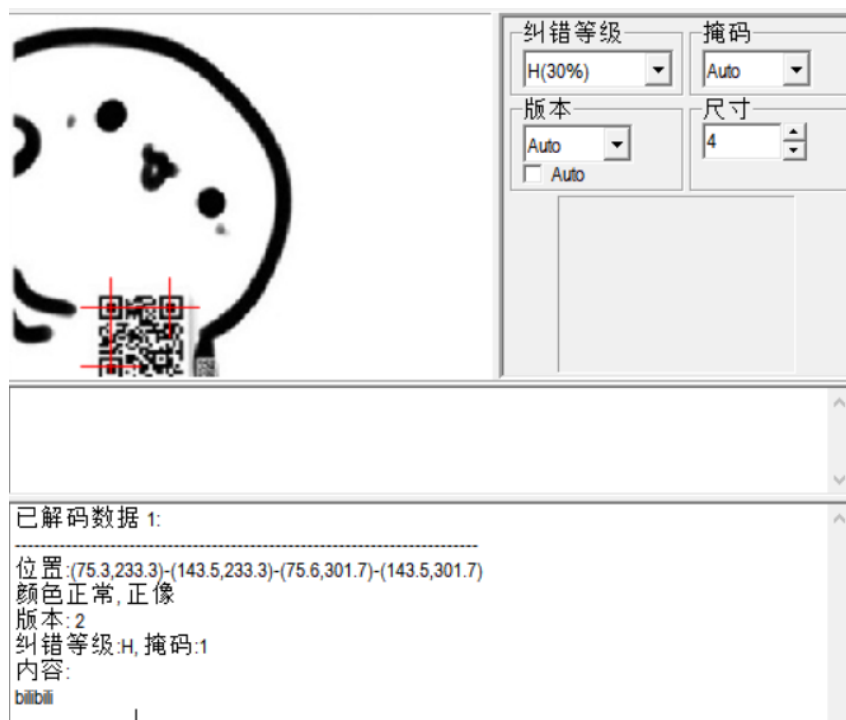 纠错等级
掩码
H(30%)
Auto
版本
尺寸
Auto
4
Auto
已解码数据 1:
--------------------------------------------------------------------------------
位置:(75.3,233.3)-(143.5,233.3)-(75.6,301.7)-(143.5,301.7)
颜色正常, 正像
版本: 2
纠错等级:H, 掩码:1
内容:
bilibili